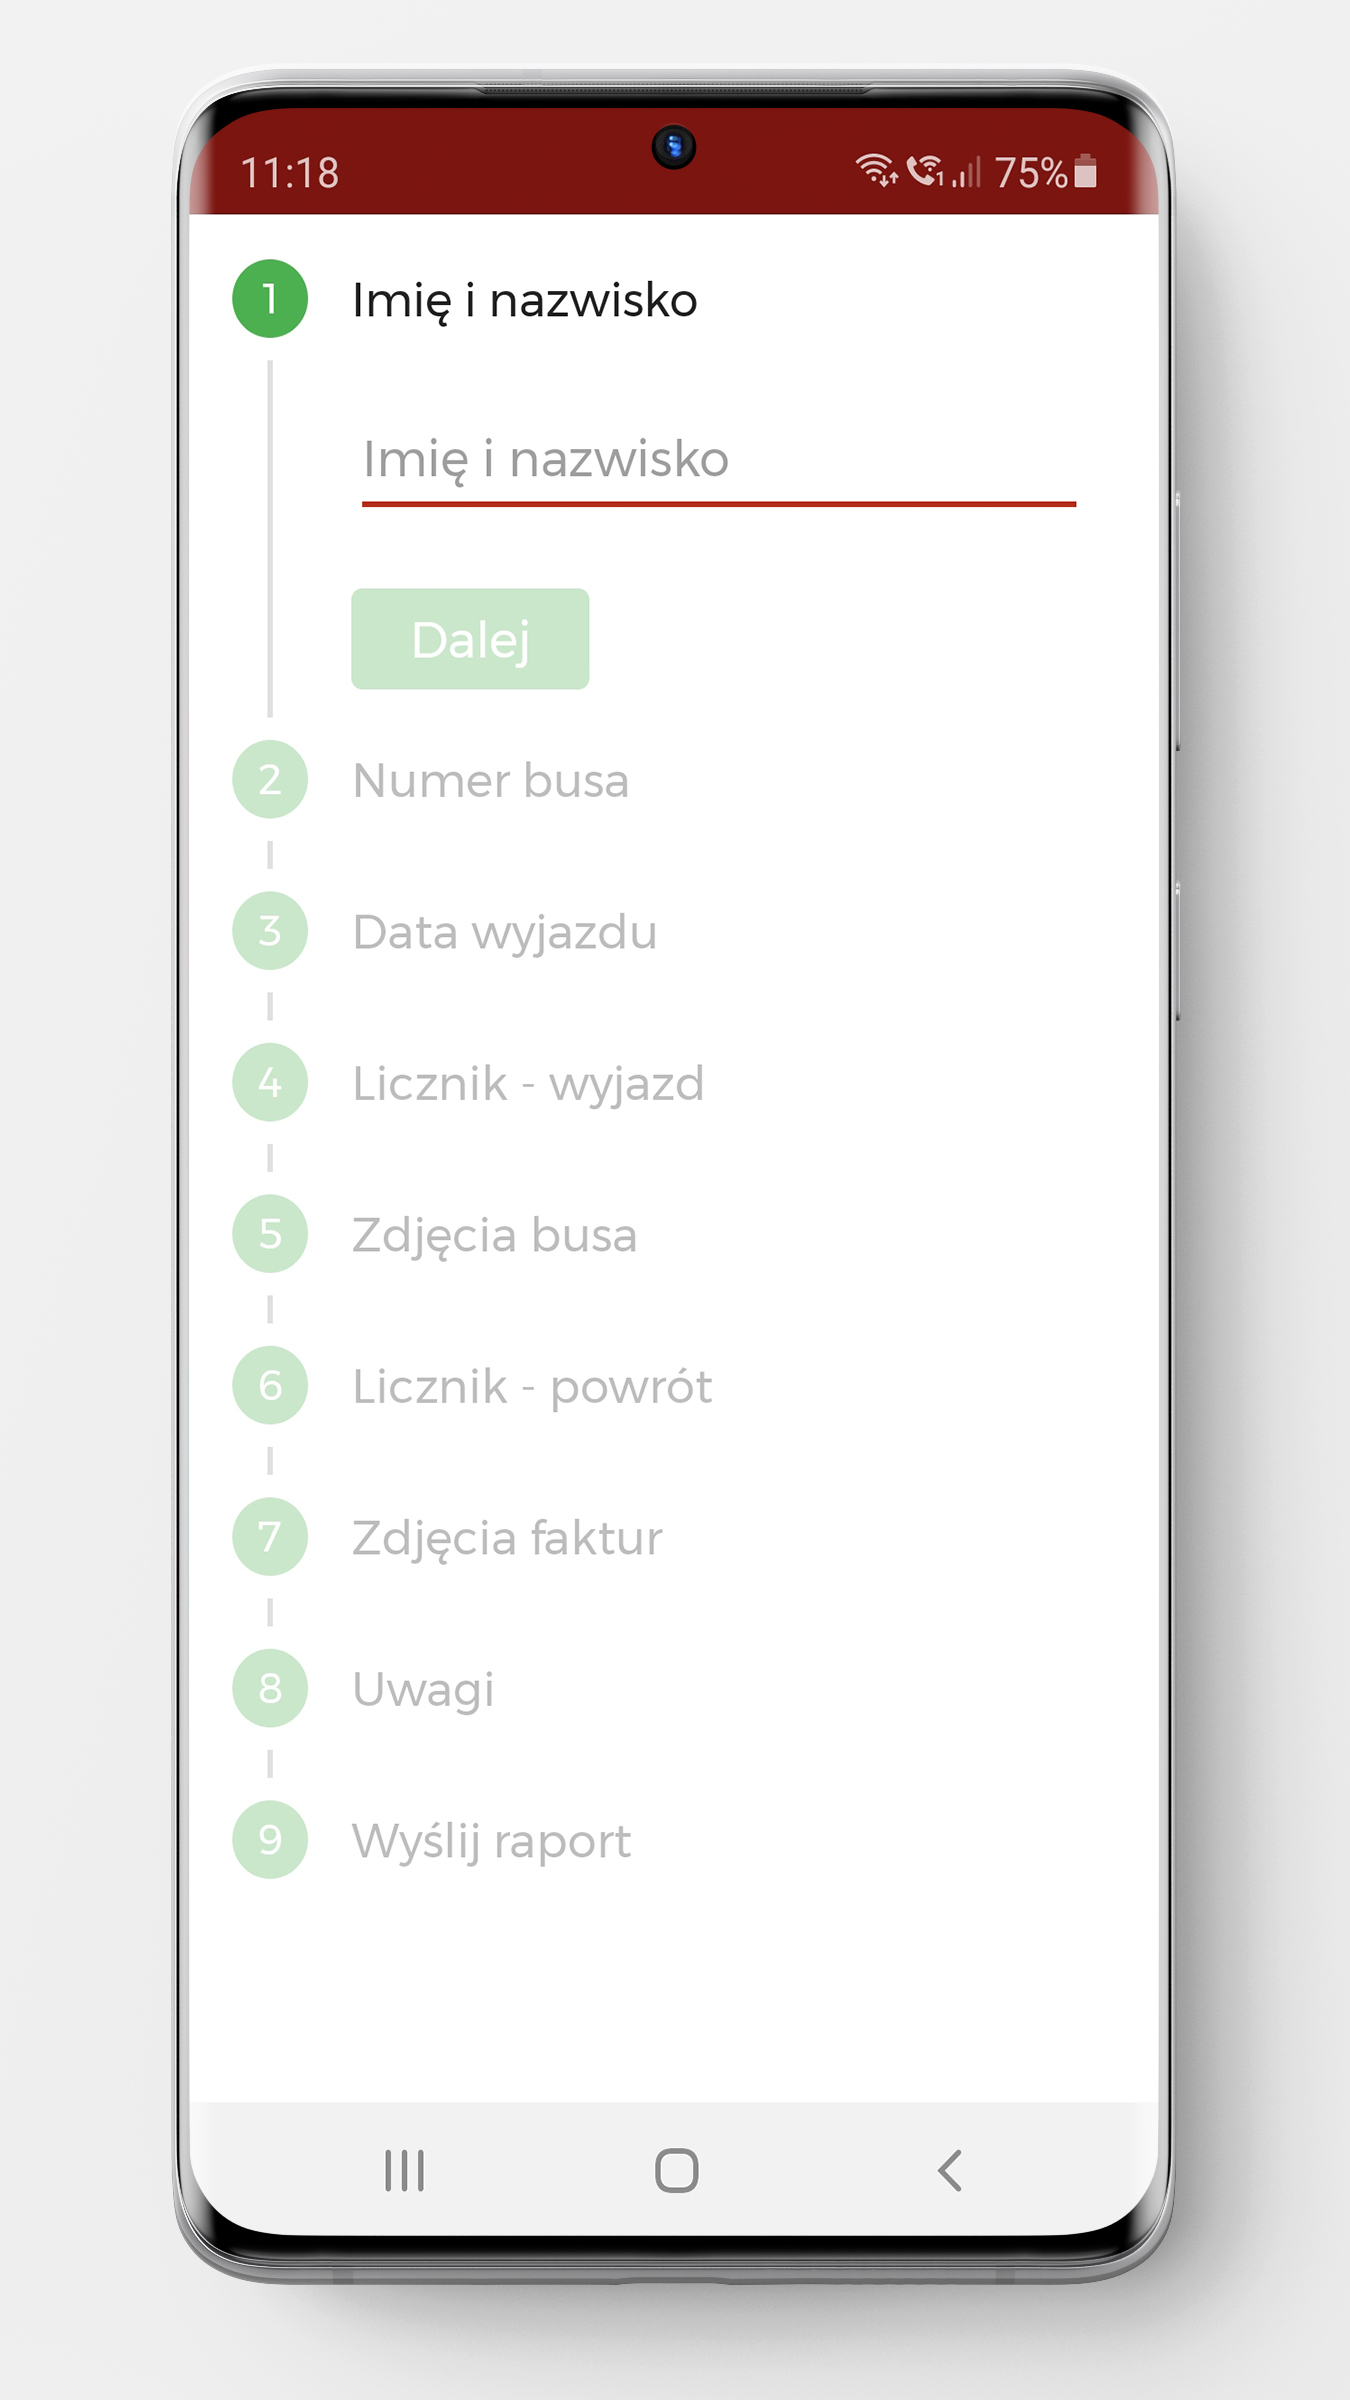 11:18
1 75%
1 Imię i nazwisko
Imię i nazwisko
Dalej
2 Numer busa
3 Data wyjazdu
4 Licznik - wyjazd
5 Zdjęcia busa
6 Licznik - powrót
7 Zdjęcia faktur
8 Uwagi
9 Wyślij raport